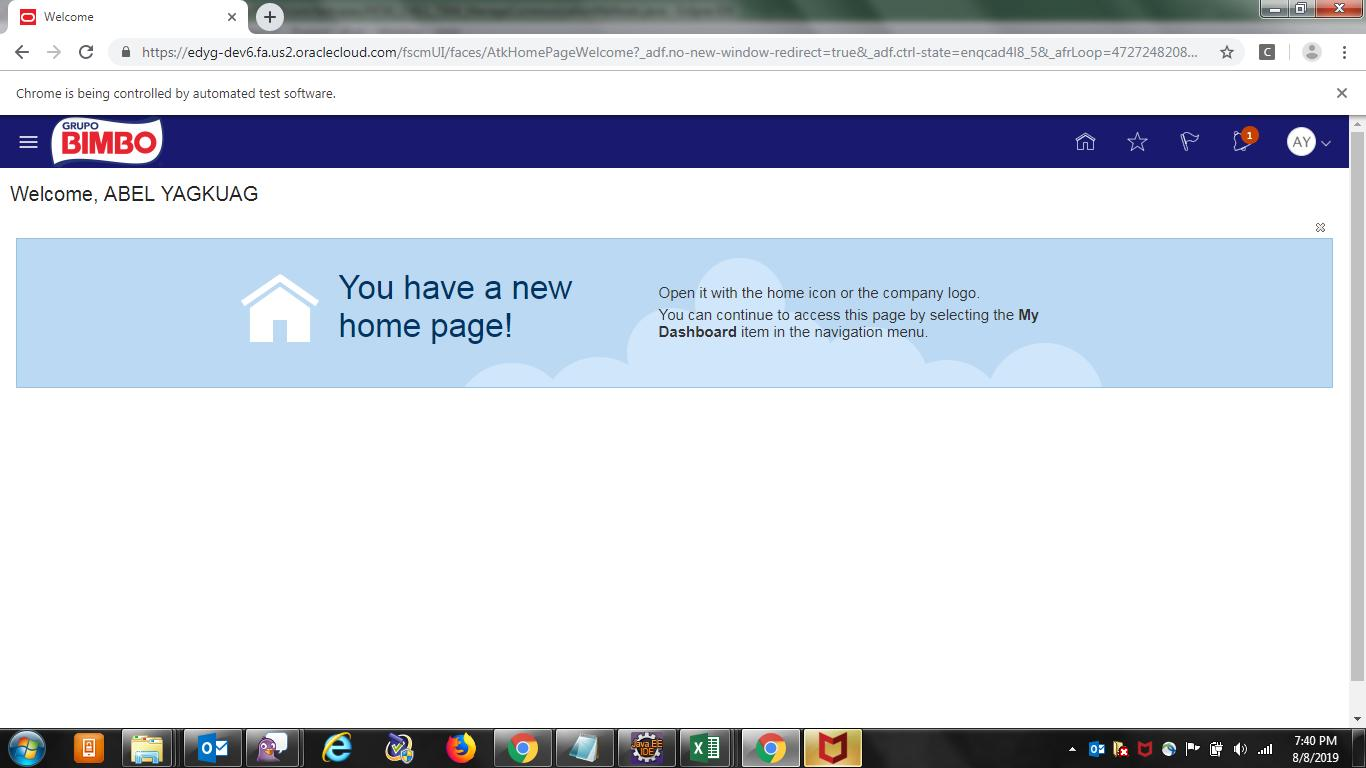 Welcome
https://edyg-dev6.fa.us2.oraclecloud.com/fscmUI/faces/AtkHomePageWelcome?_adf.no-new-window-redirect=true&_adf.ctrl-state=enqcad4l8_5&_afrLoop=4727248208...
C
Chrome is being controlled by automated test software.
GRUPO
BIMBO
1
AY
Welcome, ABEL YAGKUAG
You have a new
home page!
Open it with the home icon or the company logo.
You can continue to access this page by selecting the My
Dashboard item in the navigation menu.
Java EE
IDE
7:40 PM
8/8/2019